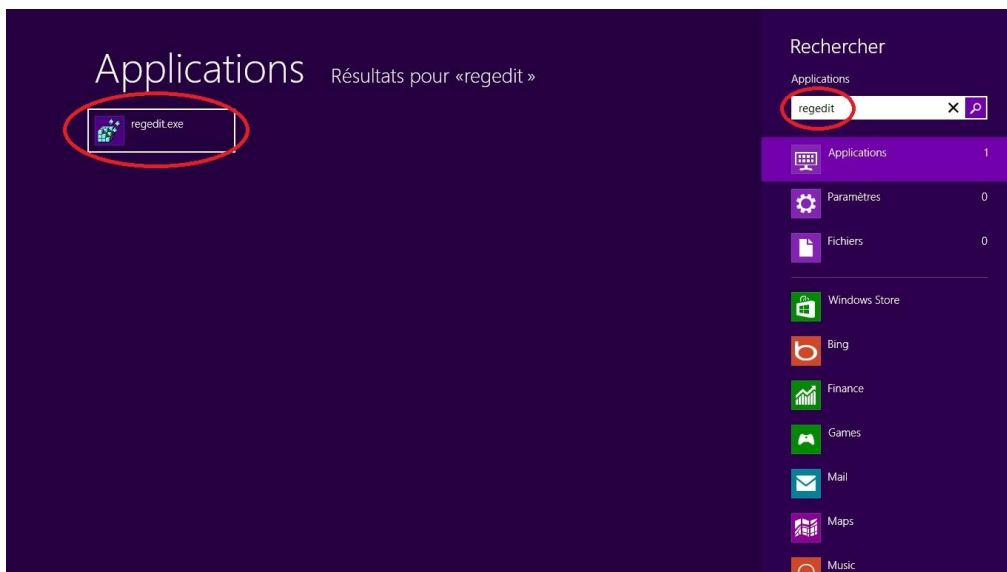 Applications Résultats pour «regedit »
regedit.exe
Rechercher
Applications
regedit
Applications 1
Paramètres 0
Fichiers 0
Windows Store
Bing
Finance
Games
Mail
Maps
Music